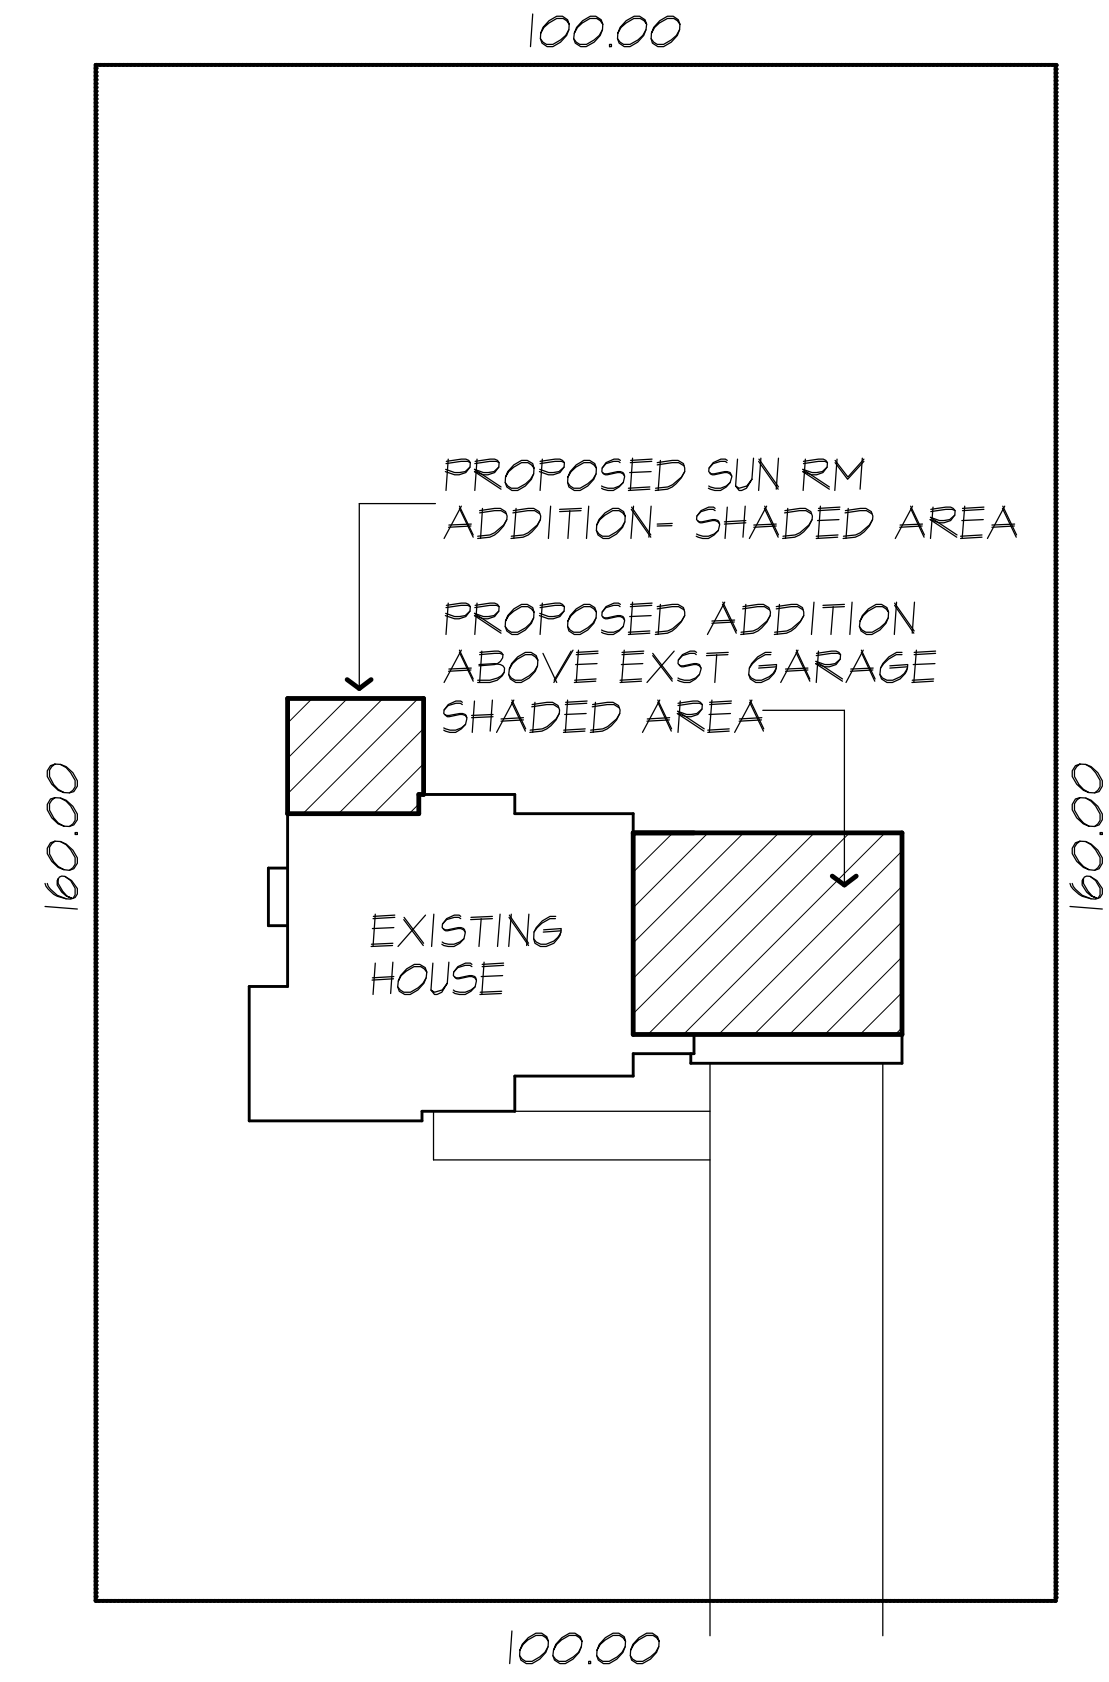 100.00
PROPOSED SUN RM
ADDITION- SHADED AREA
PROPOSED ADDITION
ABOVE EXST GARAGE
SHADED AREA
160.00
160.00
EXISTING
HOUSE
100.00